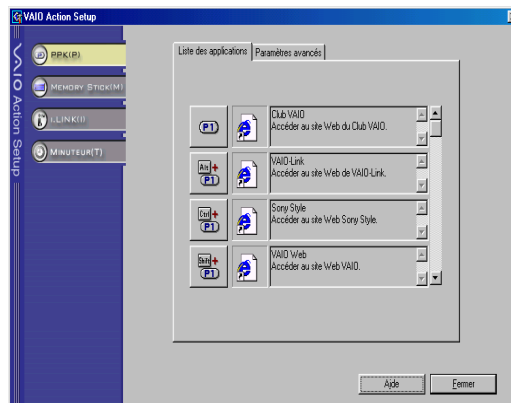 VAIO Action Setup
VAIO Action Setup
PPK(P)
MEMORY STICK(M)
i.LINK(I)
MINUTEUR(T)
Liste des applications
Paramètres avancés
P1
Club VAIO
Accéder au site Web du Club VAIO.
Alt +
P1
VAIO-Link
Accéder au site Web de VAIO-Link.
Ctrl +
P1
Sony Style
Accéder au site Web Sony Style.
Shift +
P1
VAIO Web
Accéder au site Web VAIO.
Aide
Fermer